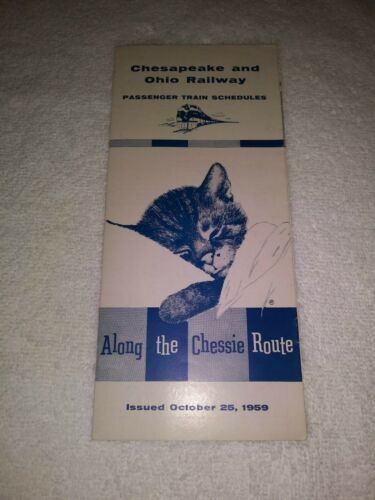 Chesapeake and
Ohio Railway
PASSENGER TRAIN SCHEDULES
®
Along the Chessie Route
Issued October 25, 1959